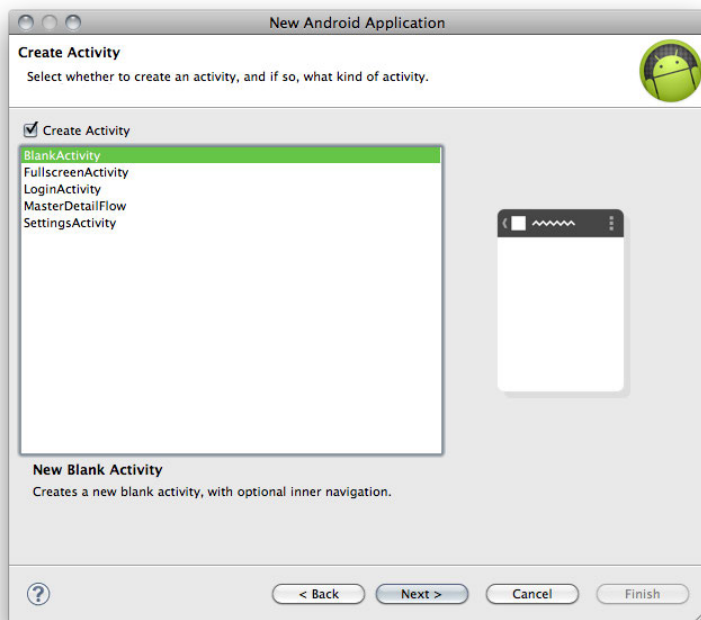 New Android Application
Create Activity
Select whether to create an activity, and if so, what kind of activity.
Create Activity
BlankActivity
FullscreenActivity
LoginActivity
MasterDetailFlow
SettingsActivity
New Blank Activity
Creates a new blank activity, with optional inner navigation.
? < Back Next > Cancel Finish